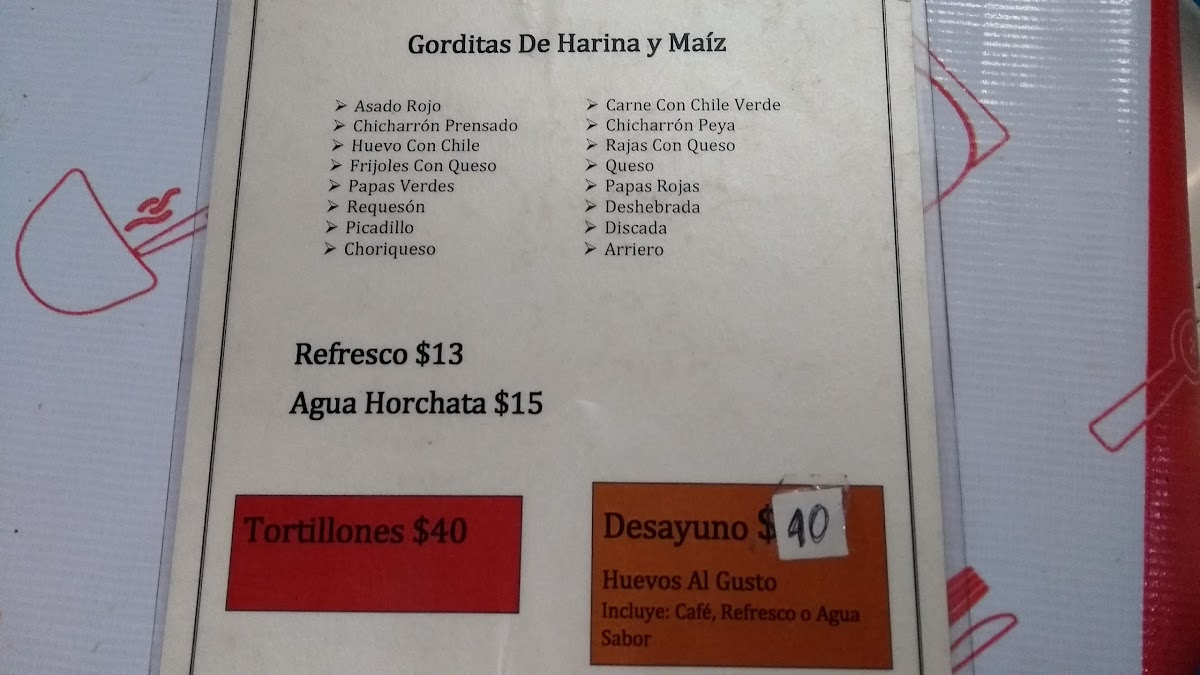 Gorditas De Harina y Maíz
Asado Rojo
Chicharrón Prensado
Huevo Con Chile
Frijoles Con Queso
Papas Verdes
Requesón
Picadillo
Choriqueso
Carne Con Chile Verde
Chicharrón Peya
Rajas Con Queso
Queso
Papas Rojas
Deshebrada
Discada
Arriero
Refresco $13
Agua Horchata $15
Tortillones $40
Desayuno $
Huevos Al Gusto
Incluye: Café, Refresco o Agua
Sabor